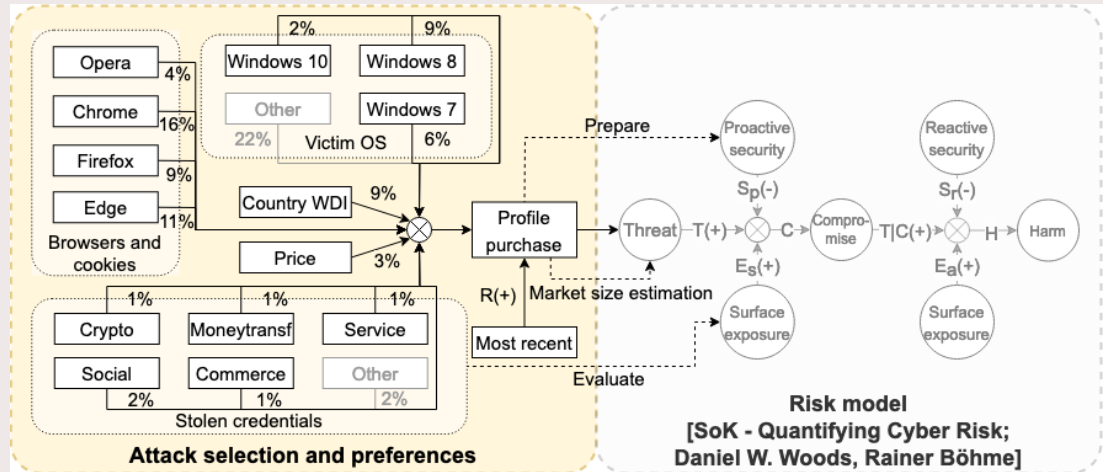 Opera
4%
Chrome
16%
Firefox
9%
Edge
11%
Browsers and
cookies
2%
9%
Windows 10
Windows 8
Other
22%
Windows 7
6%
Victim OS
Country WDI
9%
Price
3%
Profile
purchase
R(+)
Most recent
1%
1%
1%
Crypto
Moneytransf
Service
Social
Commerce
Other
2%
1%
2%
Stolen credentials
Attack selection and preferences
Prepare
Market size estimation
Evaluate
Threat
T(+)
Proactive
security
Sp(-)
C
Es(+)
Surface
exposure
Compro-
mise
T|C(+)
Reactive
security
Sr(-)
H
Ea(+)
Surface
exposure
Harm
Risk model
[SoK - Quantifying Cyber Risk;
Daniel W. Woods, Rainer Böhme]